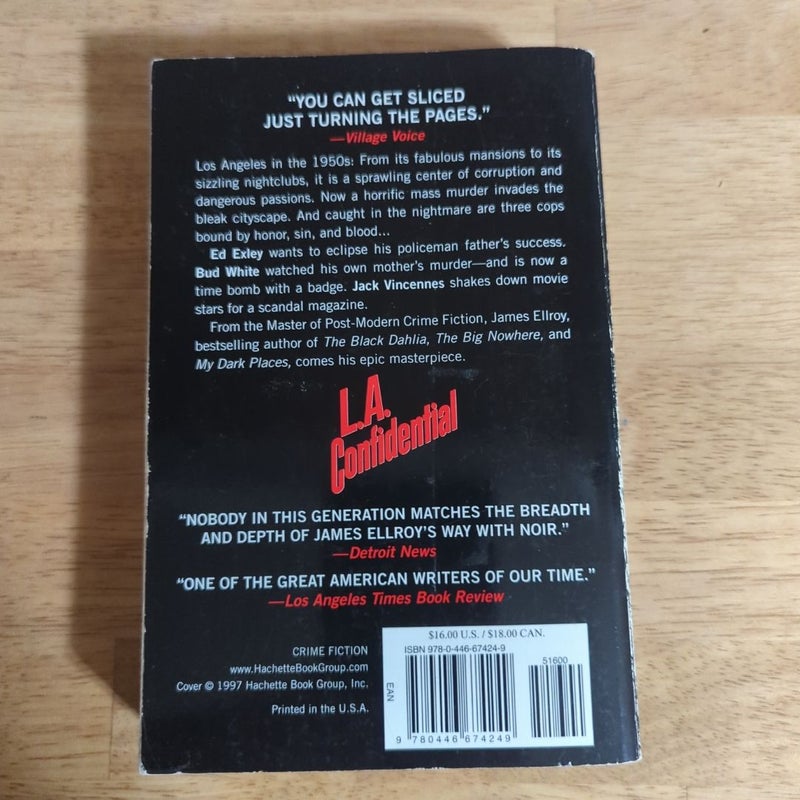 “YOU CAN GET SLICED
JUST TURNING THE PAGES.”
—Village Voice
Los Angeles in the 1950s: From its fabulous mansions to its
sizzling nightclubs, it is a sprawling center of corruption and
dangerous passions. Now a horrific mass murder invades the
bleak cityscape. And caught in the nightmare are three cops
bound by honor, sin, and blood...
Ed Exley wants to eclipse his policeman father’s success.
Bud White watched his own mother’s murder—and is now a
time bomb with a badge. Jack Vincennes shakes down movie
stars for a scandal magazine.
From the Master of Post-Modern Crime Fiction, James Ellroy,
bestselling author of The Black Dahlia, The Big Nowhere, and
My Dark Places, comes his epic masterpiece.
L.A.
Confidential
“NOBODY IN THIS GENERATION MATCHES THE BREADTH
AND DEPTH OF JAMES ELLROY’S WAY WITH NOIR.”
—Detroit News
“ONE OF THE GREAT AMERICAN WRITERS OF OUR TIME.”
—Los Angeles Times Book Review
CRIME FICTION
www.HachetteBookGroup.com
Cover © 1997 Hachette Book Group, Inc.
Printed in the U.S.A.
$16.00 U.S. / $18.00 CAN.
ISBN 978-0-446-67424-9
51600
EAN
9 780446 674249